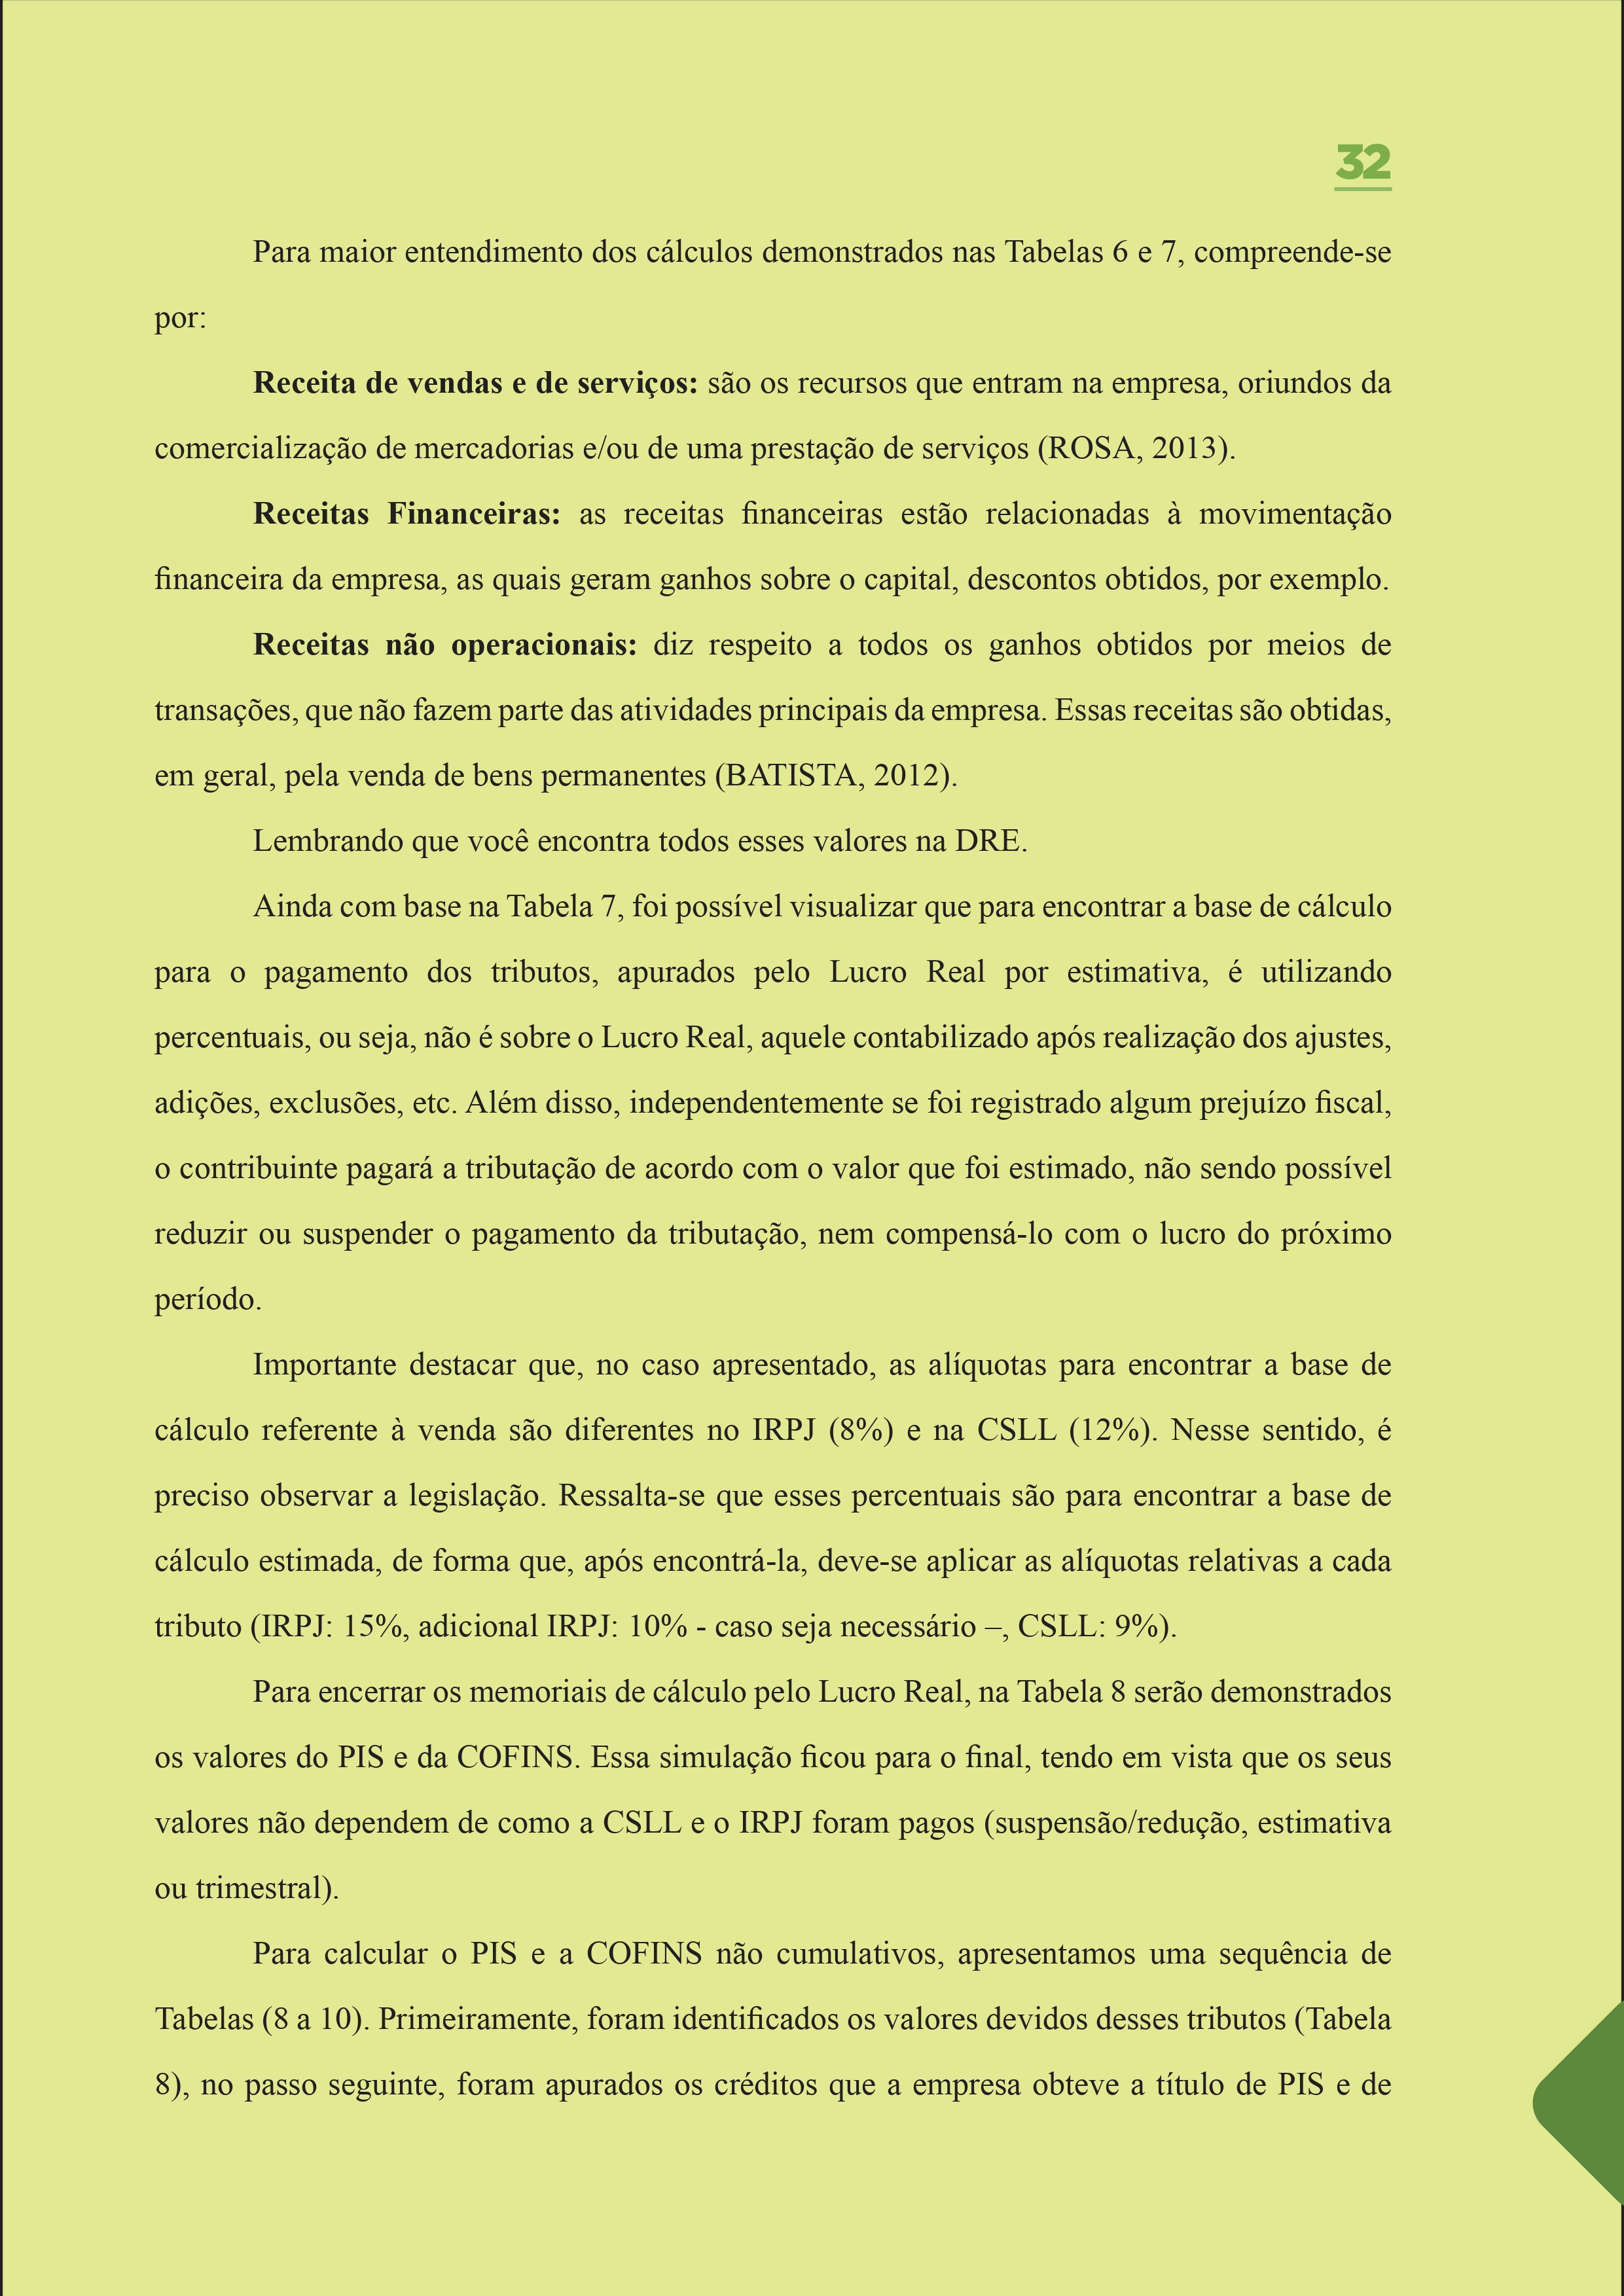 32
Para maior entendimento dos cálculos demonstrados nas Tabelas 6 e 7, compreende-se
por:
Receita de vendas e de serviços: são os recursos que entram na empresa, oriundos da
comercialização de mercadorias e/ou de uma prestação de serviços (ROSA, 2013).
Receitas Financeiras: as receitas financeiras estão relacionadas à movimentação
financeira da empresa, as quais geram ganhos sobre o capital, descontos obtidos, por exemplo.
Receitas não operacionais: diz respeito a todos os ganhos obtidos por meios de
transações, que não fazem parte das atividades principais da empresa. Essas receitas são obtidas,
em geral, pela venda de bens permanentes (BATISTA, 2012).
Lembrando que você encontra todos esses valores na DRE.
Ainda com base na Tabela 7, foi possível visualizar que para encontrar a base de cálculo
para o pagamento dos tributos, apurados pelo Lucro Real por estimativa, é utilizando
percentuais, ou seja, não é sobre o Lucro Real, aquele contabilizado após realização dos ajustes,
adições, exclusões, etc. Além disso, independentemente se foi registrado algum prejuízo fiscal,
o contribuinte pagará a tributação de acordo com o valor que foi estimado, não sendo possível
reduzir ou suspender o pagamento da tributação, nem compensá-lo com o lucro do próximo
período.
Importante destacar que, no caso apresentado, as alíquotas para encontrar a base de
cálculo referente à venda são diferentes no IRPJ (8%) e na CSLL (12%). Nesse sentido, é
preciso observar a legislação. Ressalta-se que esses percentuais são para encontrar a base de
cálculo estimada, de forma que, após encontrá-la, deve-se aplicar as alíquotas relativas a cada
tributo (IRPJ: 15%, adicional IRPJ: 10% - caso seja necessário –, CSLL: 9%).
Para encerrar os memoriais de cálculo pelo Lucro Real, na Tabela 8 serão demonstrados
os valores do PIS e da COFINS. Essa simulação ficou para o final, tendo em vista que os seus
valores não dependem de como a CSLL e o IRPJ foram pagos (suspensão/redução, estimativa
ou trimestral).
Para calcular o PIS e a COFINS não cumulativos, apresentamos uma sequência de
Tabelas (8 a 10). Primeiramente, foram identificados os valores devidos desses tributos (Tabela
8), no passo seguinte, foram apurados os créditos que a empresa obteve a título de PIS e de